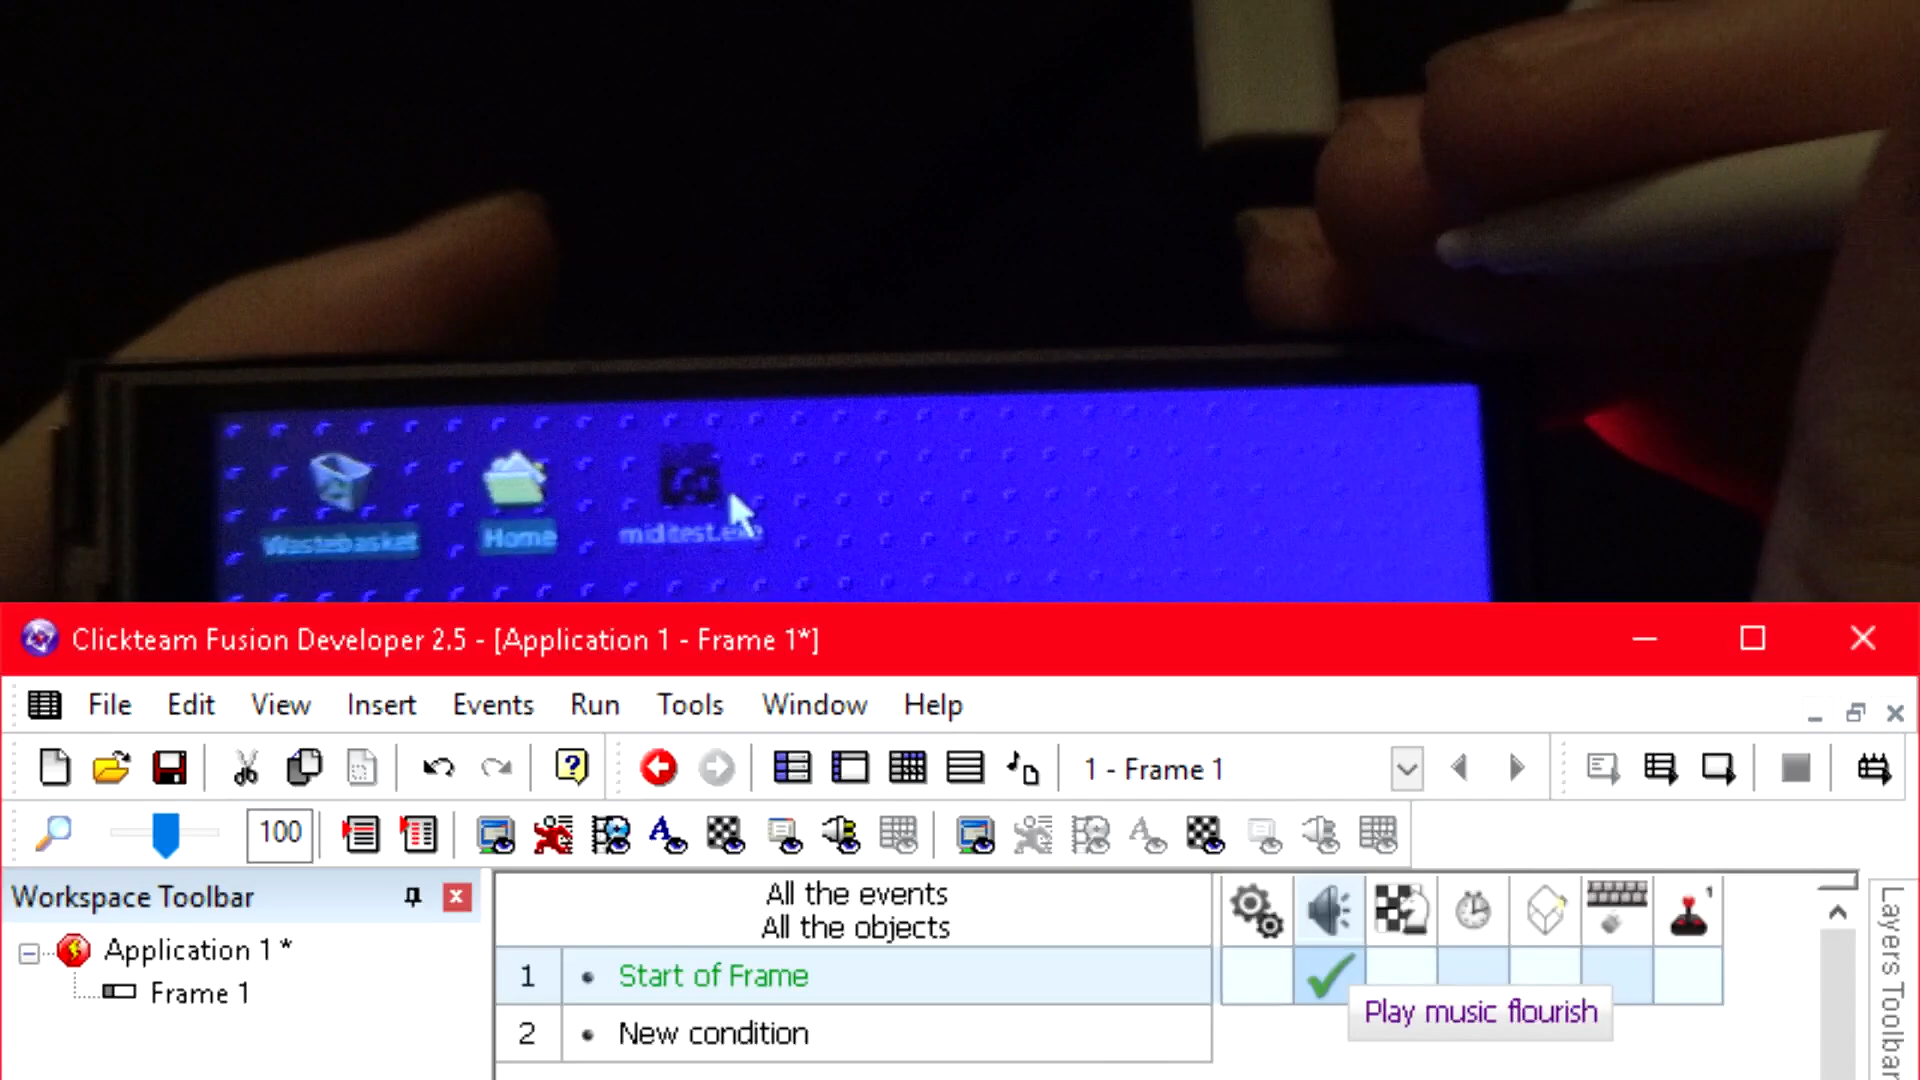 Wastebasket
Home
miditest.exe
Clickteam Fusion Developer 2.5 - [Application 1 - Frame 1*]
File Edit View Insert Events Run Tools Window Help
1 - Frame 1
100
Workspace Toolbar
Application 1 *
Frame 1
All the events
All the objects
1
1 • Start of Frame
Play music flourish
2 • New condition
Layers Toolbar